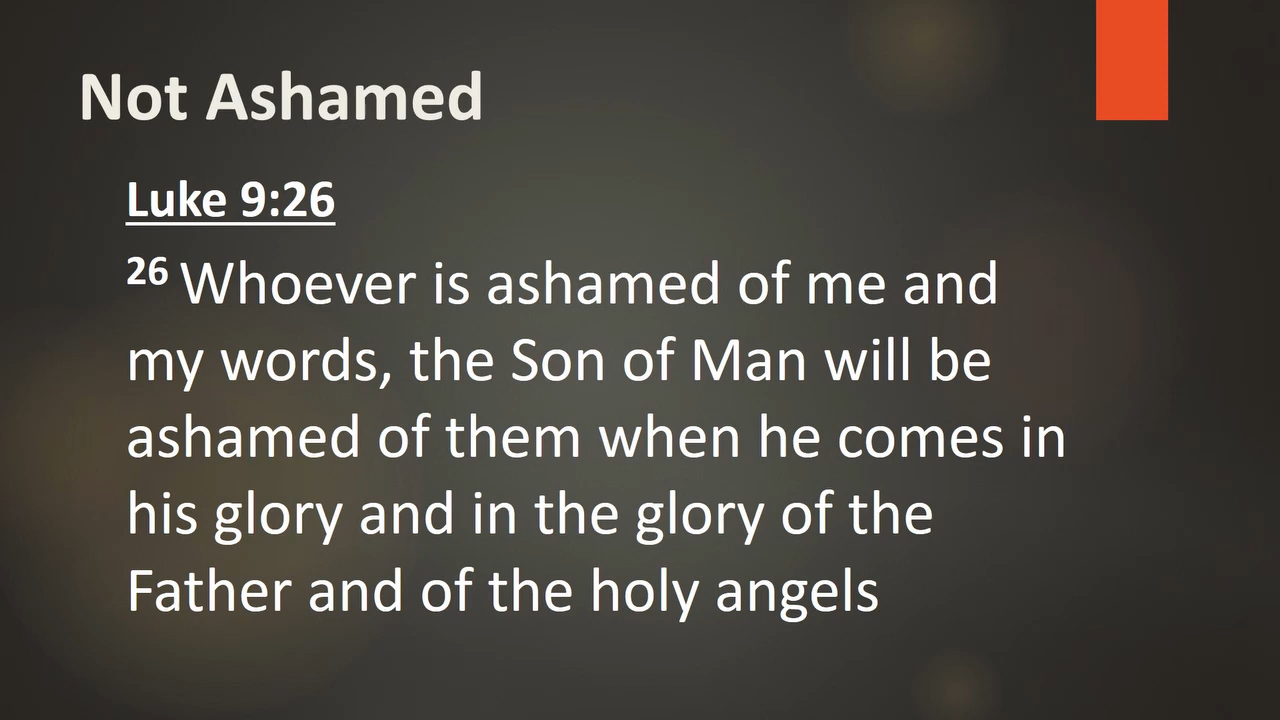 Not Ashamed
Luke 9:26
26 Whoever is ashamed of me and
my words, the Son of Man will be
ashamed of them when he comes in
his glory and in the glory of the
Father and of the holy angels